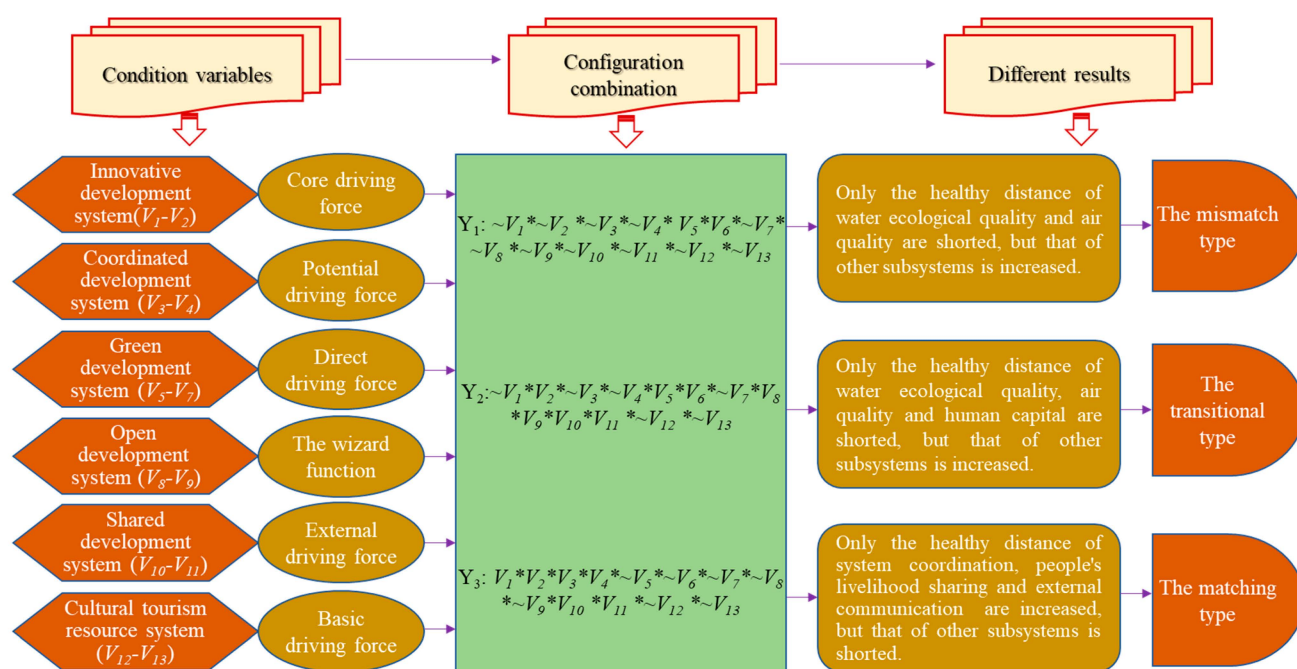 Condition variables
Configuration
combination
Different results
Innovative
development
system(V₁-V₂)
Core driving
force
Coordinated
development
system (V₃-V₄)
Potential
driving force
Green
development
system (V₅-V₇)
Direct
driving force
Open
development
system (V₈-V₉)
The wizard
function
Shared
development
system (V₁₀-V₁₁)
External
driving force
Cultural tourism
resource system
(V₁₂-V₁₃)
Basic
driving force
Y₁: ~V₁*~V₂ *~V₃*~V₄* V₅*V₆*~V₇*
~V₈*~V₉*~V₁₀*~V₁₁*~V₁₂*~V₁₃
Y₂:~V₁*V₂*~V₃*~V₄*V₅*V₆*~V₇*V₈
*V₉*V₁₀*V₁₁*~V₁₂*~V₁₃
Y₃: V₁*V₂*V₃*V₄*~V₅*~V₆*~V₇*~V₈
*~V₉*V₁₀*V₁₁*~V₁₂*~V₁₃
Only the healthy distance of
water ecological quality and air
quality are shorted, but that of
other subsystems is increased.
The mismatch
type
Only the healthy distance of
water ecological quality, air
quality and human capital are
shorted, but that of other
subsystems is increased.
The
transitional
type
Only the healthy distance of
system coordination, people's
livelihood sharing and external
communication are increased,
but that of other subsystems is
shorted.
The matching
type